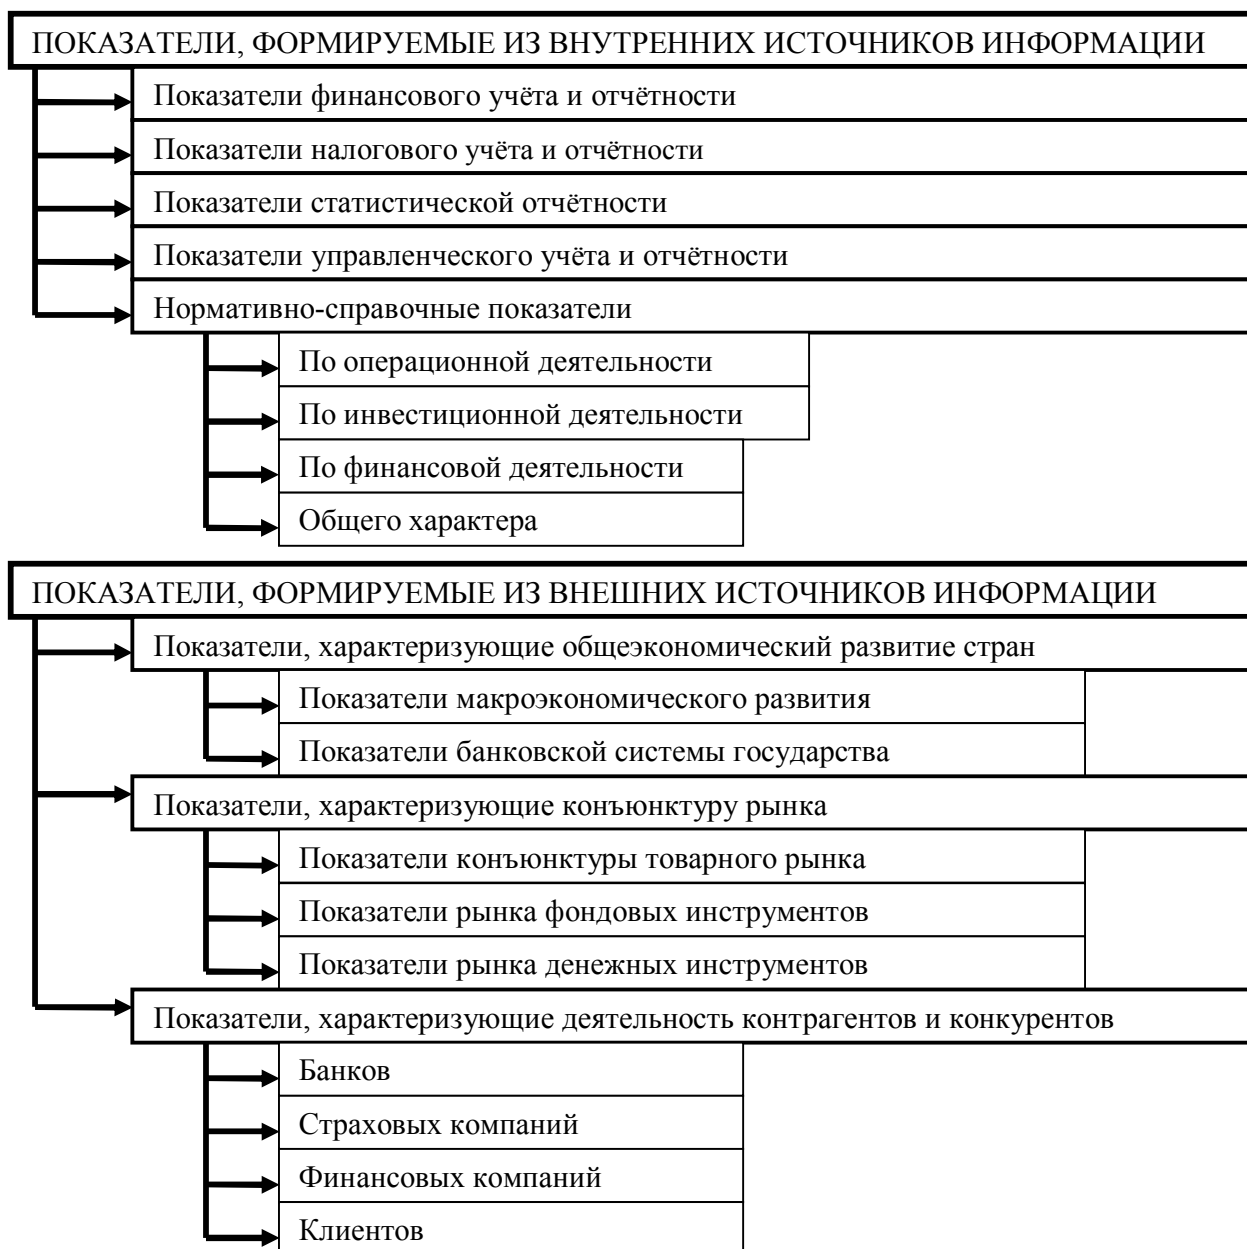 ПОКАЗАТЕЛИ, ФОРМИРУЕМЫЕ ИЗ ВНУТРЕННИХ ИСТОЧНИКОВ ИНФОРМАЦИИ
Показатели финансового учёта и отчётности
Показатели налогового учёта и отчётности
Показатели статистической отчётности
Показатели управленческого учёта и отчётности
Нормативно-справочные показатели
По операционной деятельности
По инвестиционной деятельности
По финансовой деятельности
Общего характера
ПОКАЗАТЕЛИ, ФОРМИРУЕМЫЕ ИЗ ВНЕШНИХ ИСТОЧНИКОВ ИНФОРМАЦИИ
Показатели, характеризующие общеэкономический развитие стран
Показатели макроэкономического развития
Показатели банковской системы государства
Показатели, характеризующие конъюнктуру рынка
Показатели конъюнктуры товарного рынка
Показатели рынка фондовых инструментов
Показатели рынка денежных инструментов
Показатели, характеризующие деятельность контрагентов и конкурентов
Банков
Страховых компаний
Финансовых компаний
Клиентов